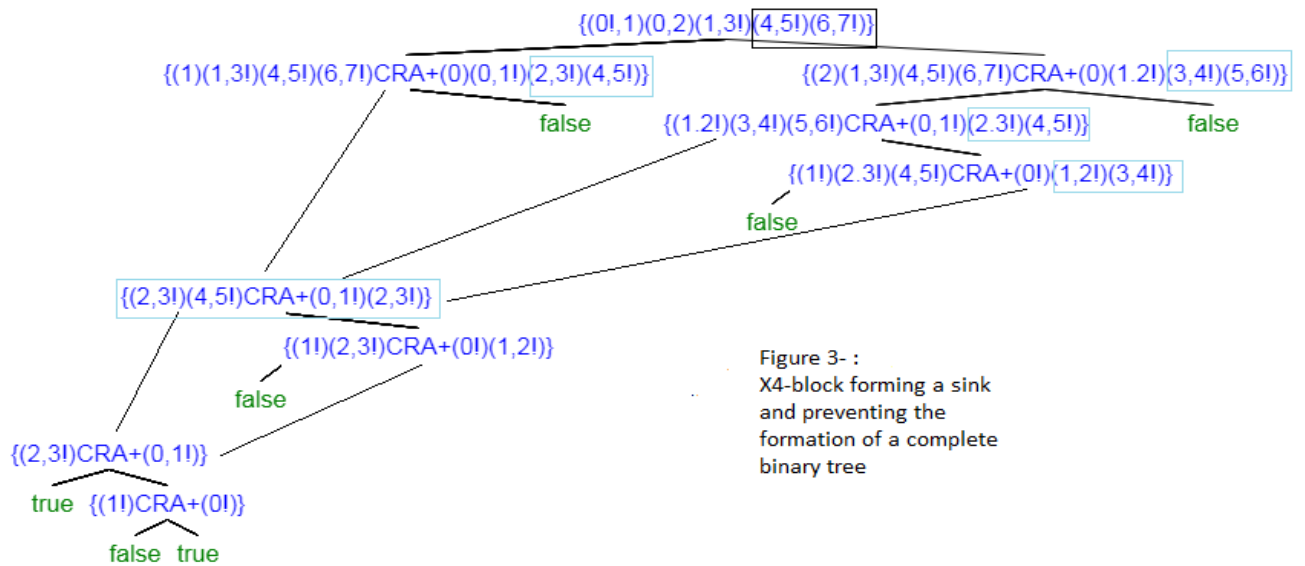 {(0!,1)(0,2)(1,3!)(4,5!)(6,7!)}
{(1)(1,3!)(4,5!)(6,7!)CRA+(0)(0,1!)(2,3!)(4,5!)}
{(2)(1,3!)(4,5!)(6,7!)CRA+(0)(1.2!)(3,4!)(5,6!)}
false
{(1.2!)(3,4!)(5,6!)CRA+(0,1!)(2.3!)(4,5!)}
false
{(1!)(2.3!)(4,5!)CRA+(0!)(1,2!)(3,4!)}
false
{(2,3!)(4,5!)CRA+(0,1!)(2,3!)}
{(1!)(2,3!)CRA+(0!)(1,2!)}
false
Figure 3- :
X4-block forming a sink
and preventing the
formation of a complete
binary tree
{(2,3!)CRA+(0,1!)}
true
{(1!)CRA+(0!)}
false
true